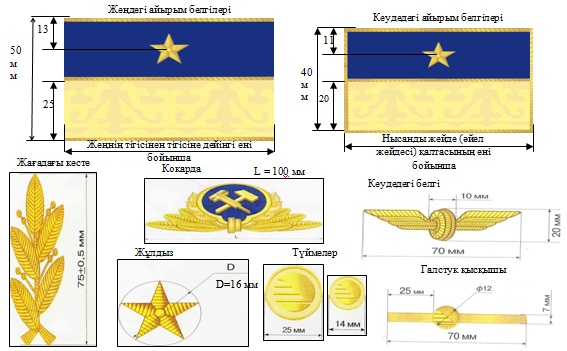 Жеңдегі айырым белгілері
13
50
м
м
25
Жеңнің тігісінен тігісіне дейінгі ені
бойынша
Кеудедегі айырым белгілері
11
40
м
м
20
Нысанды жейде (әйел
жейдесі) қалтасының ені
бойынша
Жағадағы кесте
75±0,5 мм
Кокарда
L = 100 мм
L
Кеудедегі белгі
10 мм
20 мм
70 мм
Жұлдыз
D
D=16 мм
Түймелер
25 мм
14 мм
Галстук қысқышы
25 мм
ф12
7 мм
70 мм